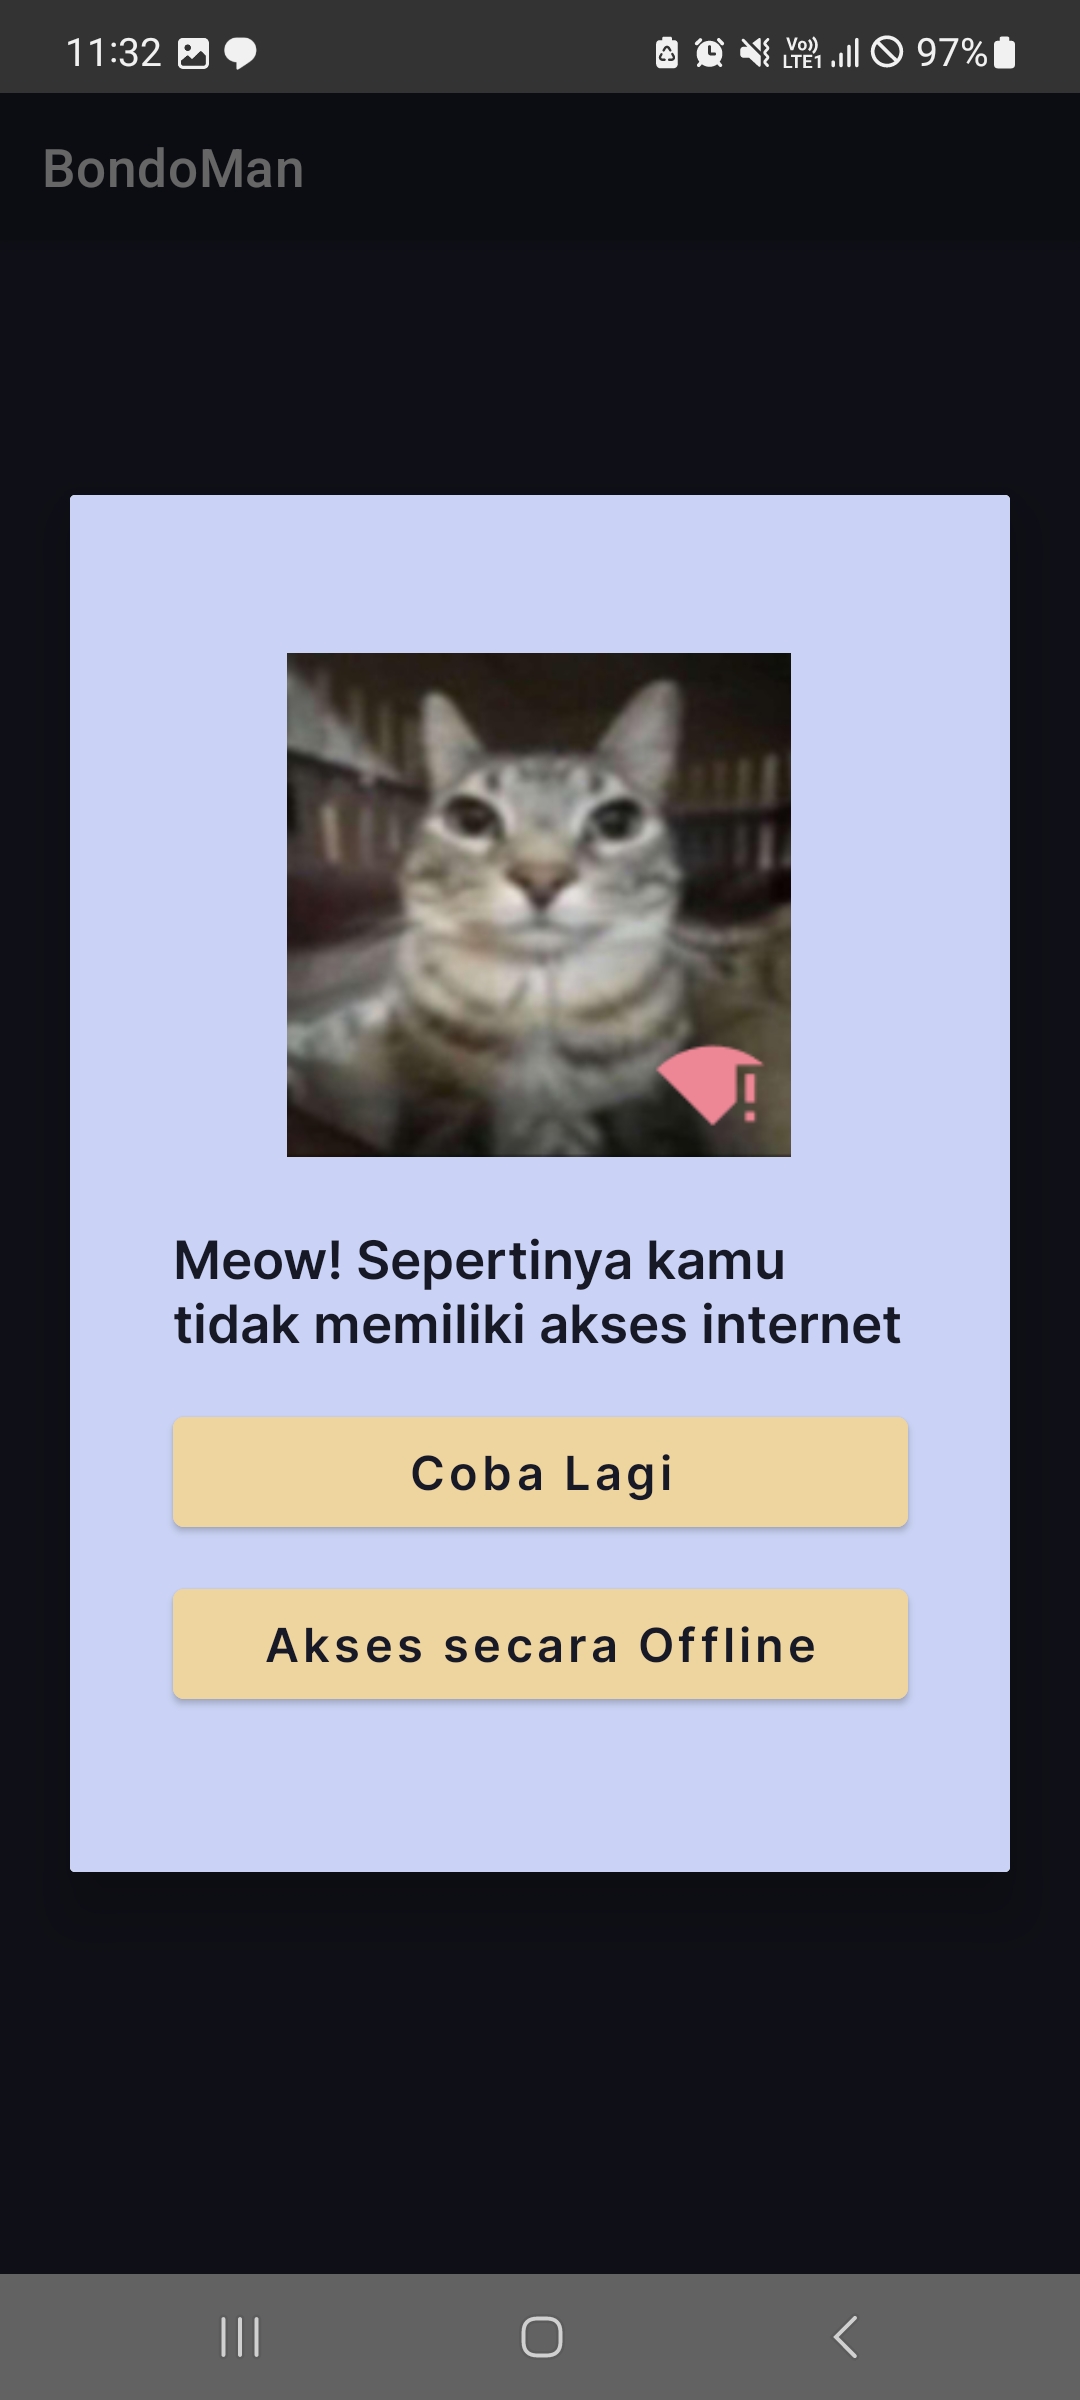 11:32
Vo)) LTE1 97%
BondoMan
Meow! Sepertinya kamu
tidak memiliki akses internet
Coba Lagi
Akses secara Offline